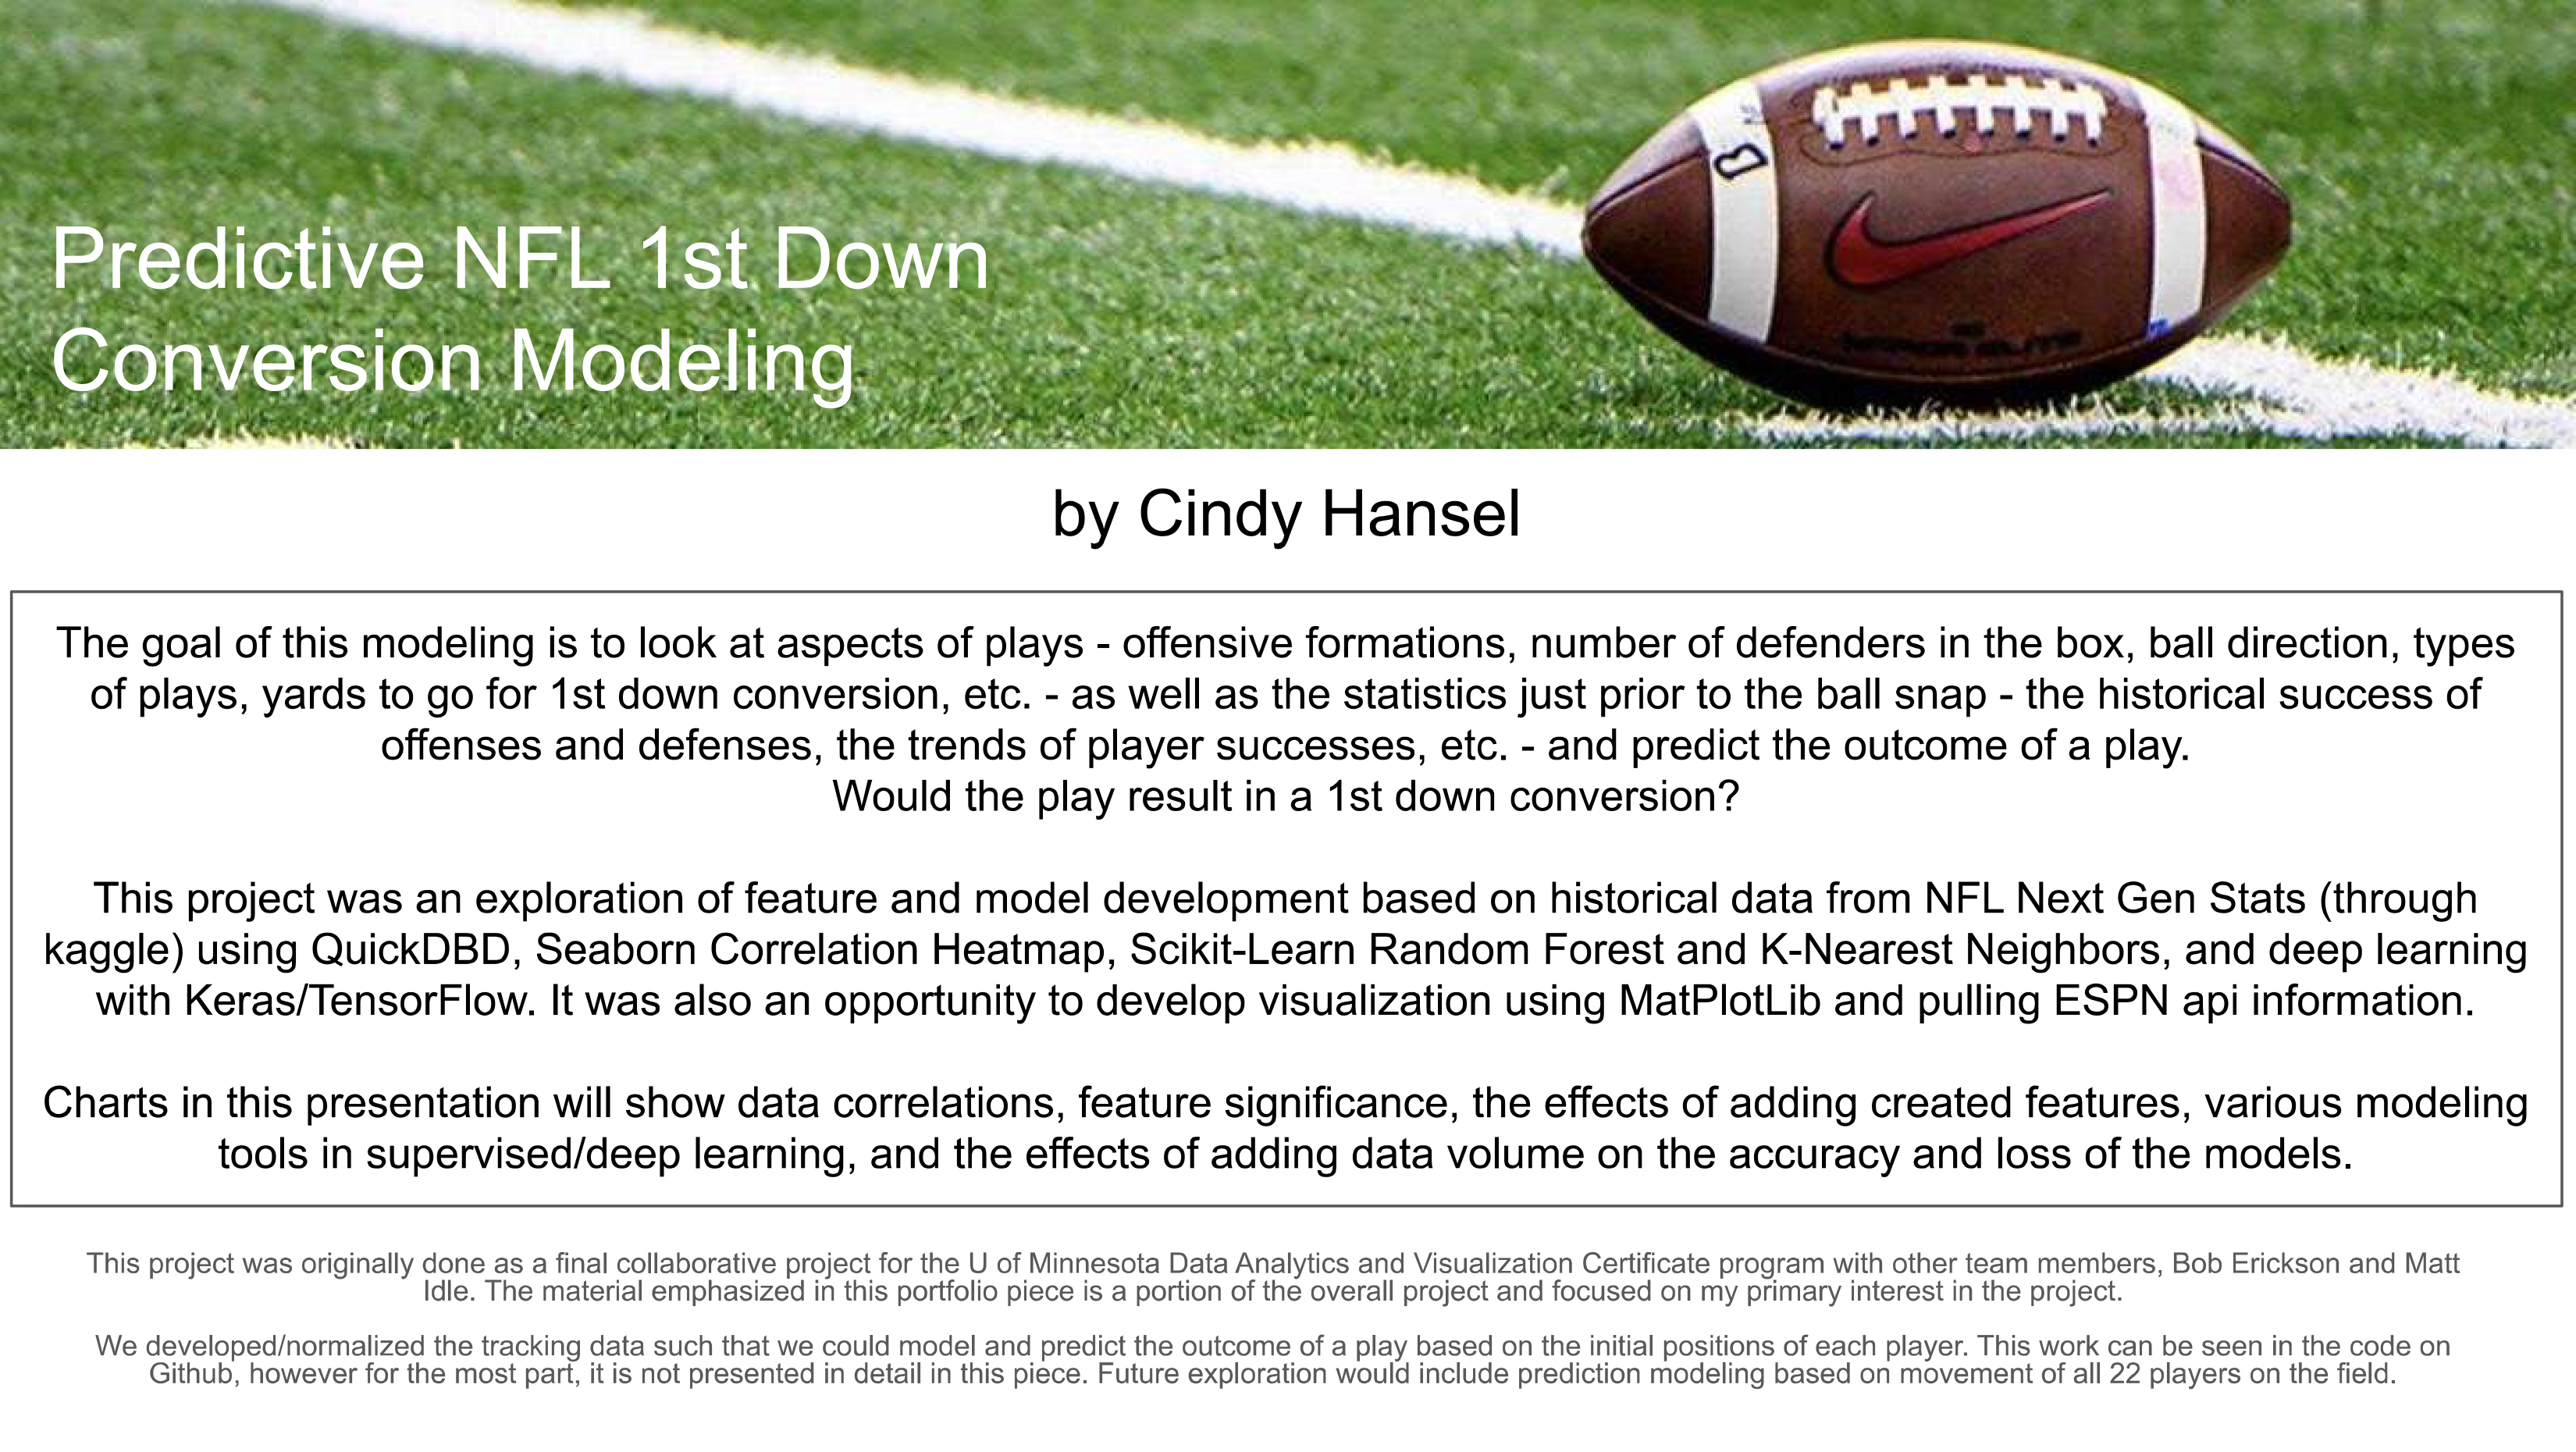 Predictive NFL 1st Down
Conversion Modeling
by Cindy Hansel
The goal of this modeling is to look at aspects of plays - offensive formations, number of defenders in the box, ball direction, types
of plays, yards to go for 1st down conversion, etc. - as well as the statistics just prior to the ball snap - the historical success of
offenses and defenses, the trends of player successes, etc. - and predict the outcome of a play.
Would the play result in a 1st down conversion?
This project was an exploration of feature and model development based on historical data from NFL Next Gen Stats (through
kaggle) using QuickDBD, Seaborn Correlation Heatmap, Scikit-Learn Random Forest and K-Nearest Neighbors, and deep learning
with Keras/TensorFlow. It was also an opportunity to develop visualization using MatPlotLib and pulling ESPN api information.
Charts in this presentation will show data correlations, feature significance, the effects of adding created features, various modeling
tools in supervised/deep learning, and the effects of adding data volume on the accuracy and loss of the models.
This project was originally done as a final collaborative project for the U of Minnesota Data Analytics and Visualization Certificate program with other team members, Bob Erickson and Matt
Idle. The material emphasized in this portfolio piece is a portion of the overall project and focused on my primary interest in the project.
We developed/normalized the tracking data such that we could model and predict the outcome of a play based on the initial positions of each player. This work can be seen in the code on
Github, however for the most part, it is not presented in detail in this piece. Future exploration would include prediction modeling based on movement of all 22 players on the field.